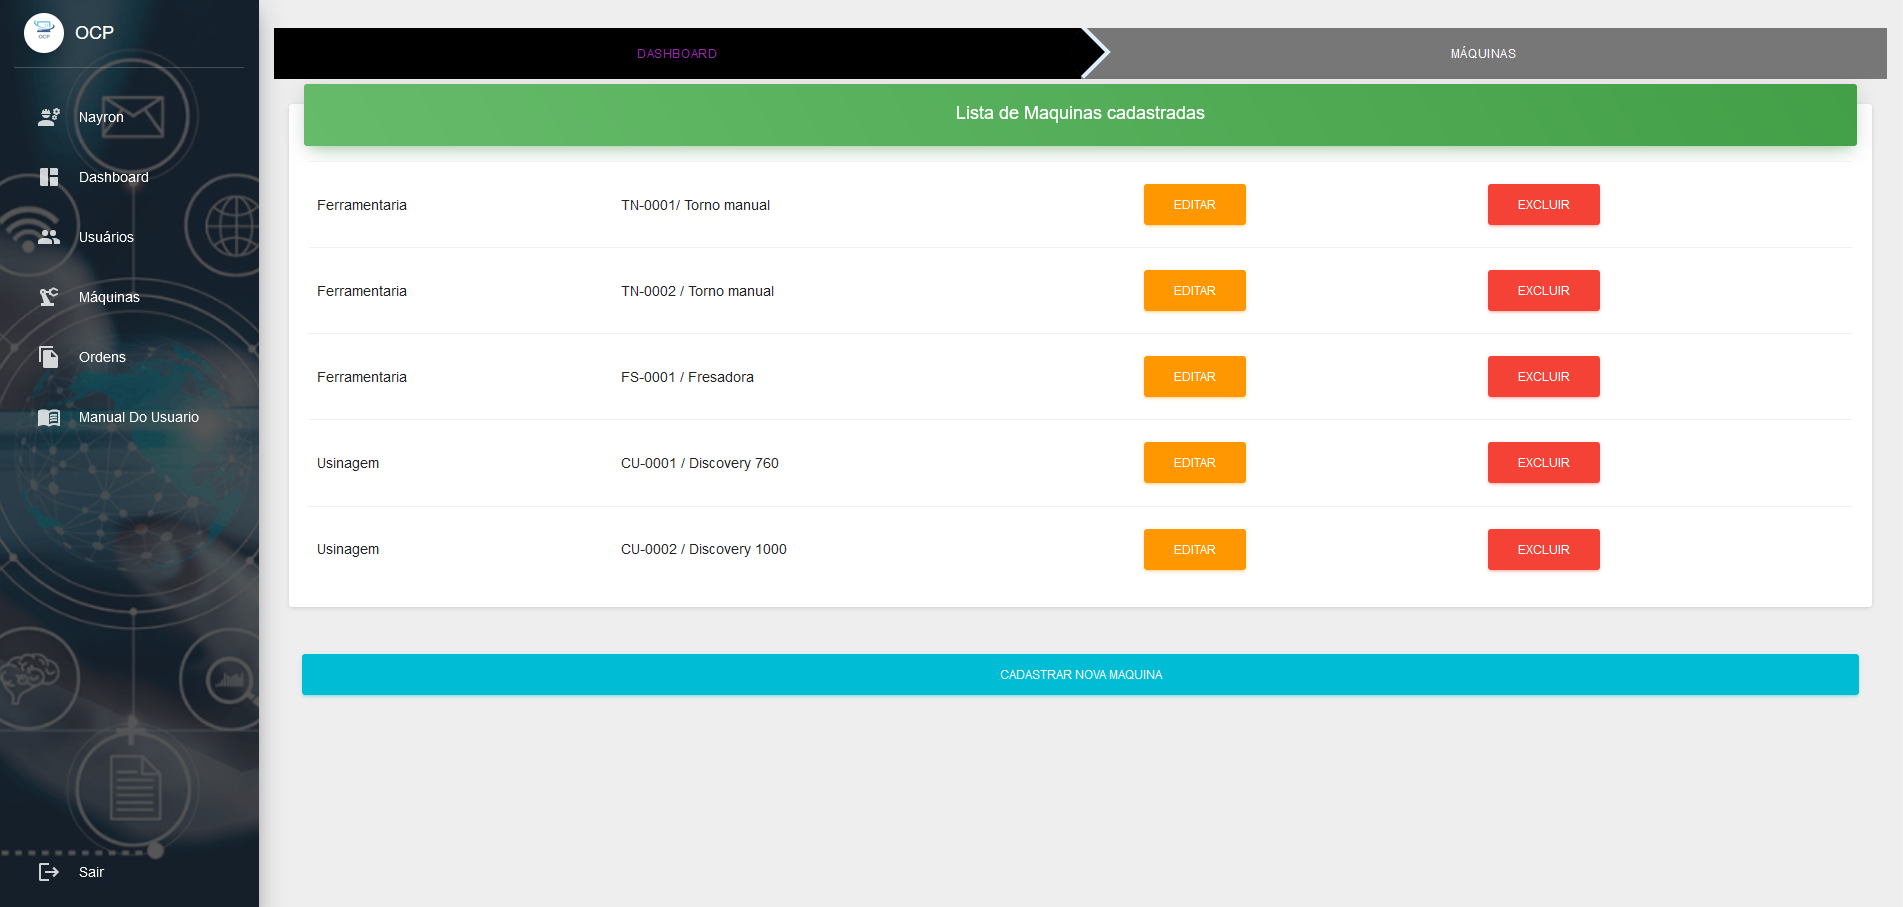 OCP
OCP
Nayron
Dashboard
Usuários
Máquinas
Ordens
Manual Do Usuario
Sair
DASHBOARD
MÁQUINAS
Lista de Maquinas cadastradas
Ferramentaria TN-0001/ Torno manual EDITAR EXCLUIR
Ferramentaria TN-0002 / Torno manual EDITAR EXCLUIR
Ferramentaria FS-0001 / Fresadora EDITAR EXCLUIR
Usinagem CU-0001 / Discovery 760 EDITAR EXCLUIR
Usinagem CU-0002 / Discovery 1000 EDITAR EXCLUIR
CADASTRAR NOVA MAQUINA